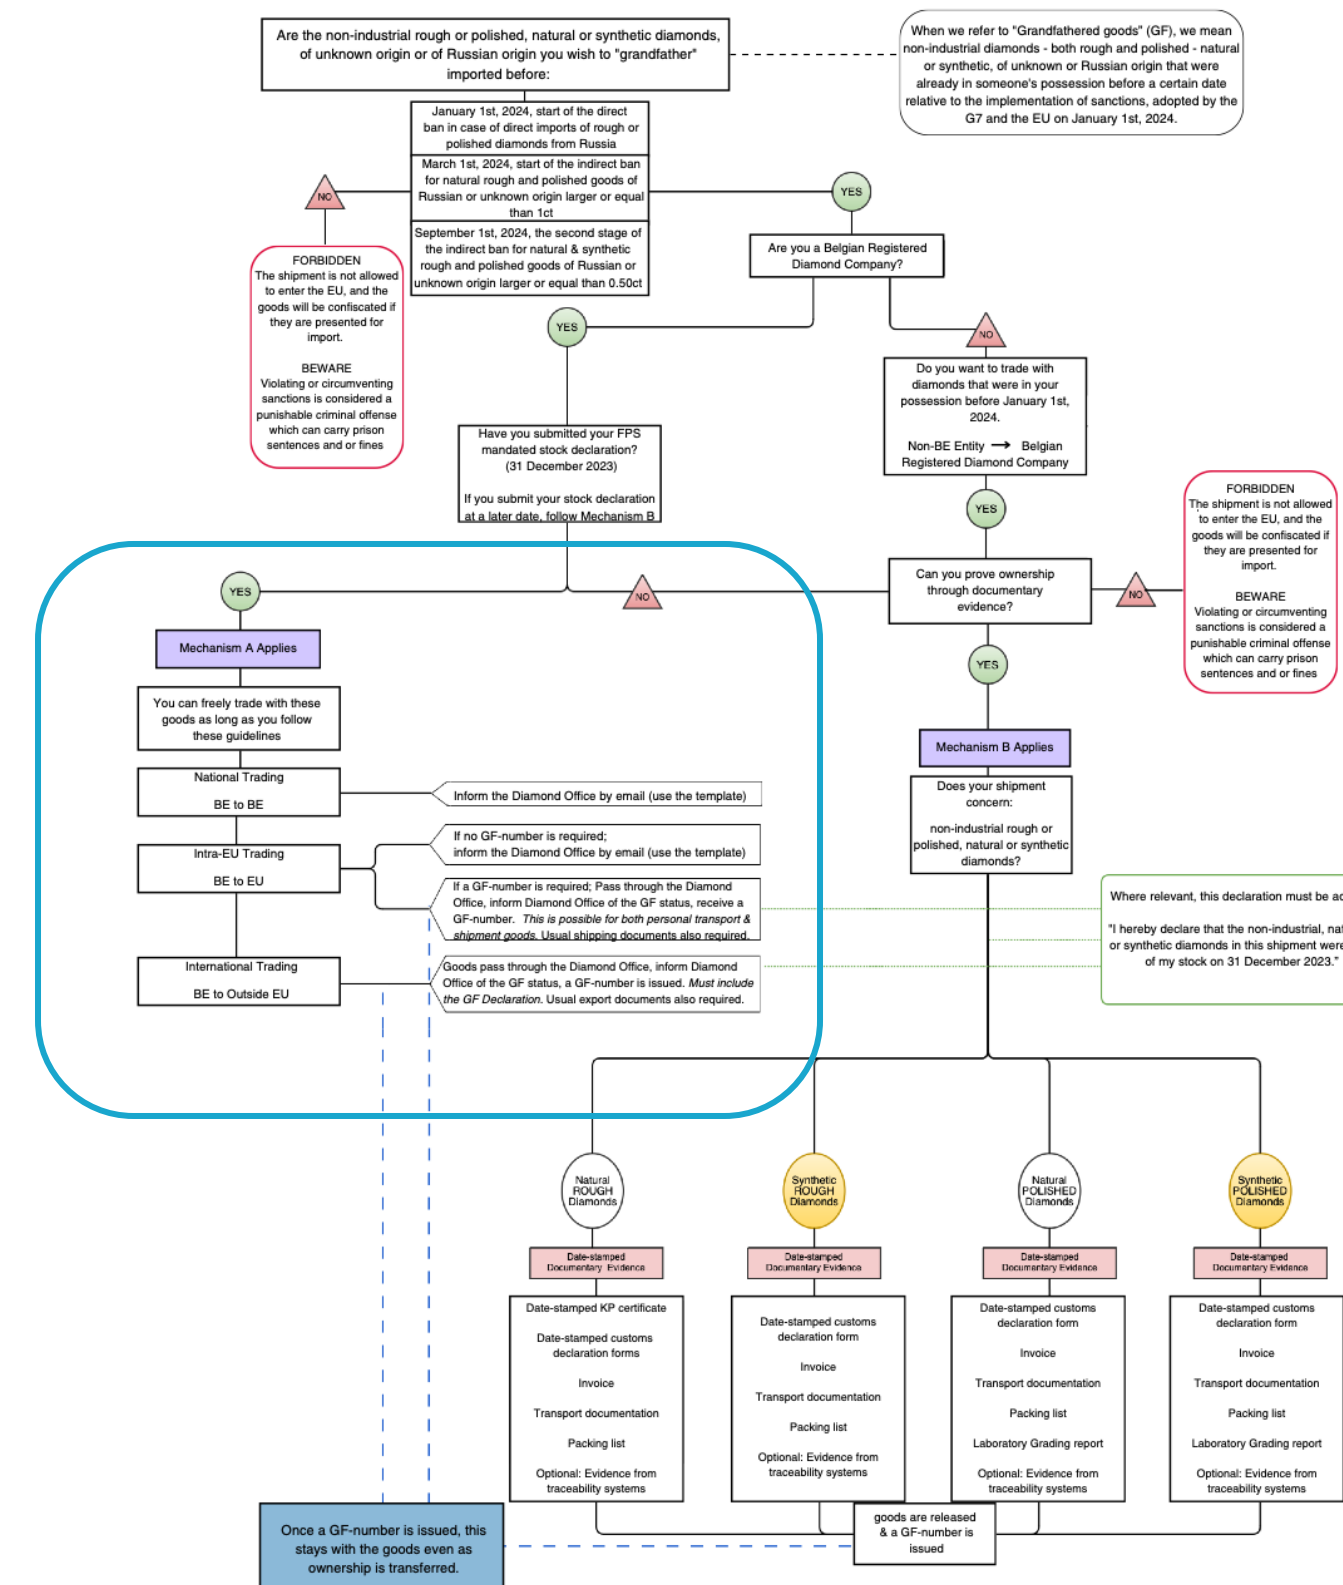 Are the non-industrial rough or polished, natural or synthetic diamonds,
of unknown origin or of Russian origin you wish to "grandfather"
imported before:
When we refer to "Grandfathered goods" (GF), we mean
non-industrial diamonds - both rough and polished - natural
or synthetic, of unknown or Russian origin that were
already in someone's possession before a certain date
relative to the implementation of sanctions, adopted by the
G7 and the EU on January 1st, 2024.
January 1st, 2024, start of the direct
ban in case of direct imports of rough or
polished diamonds from Russia
March 1st, 2024, start of the indirect ban
for natural rough and polished goods of
Russian or unknown origin larger or equal
than 1ct
September 1st, 2024, the second stage of
the indirect ban for natural & synthetic
rough and polished goods of Russian or
unknown origin larger or equal than 0.50ct
NO
YES
FORBIDDEN
The shipment is not allowed
to enter the EU, and the
goods will be confiscated if
they are presented for
import.
BEWARE
Violating or circumventing
sanctions is considered a
punishable criminal offense
which can carry prison
sentences and or fines
Are you a Belgian Registered
Diamond Company?
YES
NO
Do you want to trade with
diamonds that were in your
possession before January 1st,
2024.
Non-BE Entity → Belgian
Registered Diamond Company
Have you submitted your FPS
mandated stock declaration?
(31 December 2023)
If you submit your stock declaration
at a later date, follow Mechanism B
YES
FORBIDDEN
The shipment is not allowed
to enter the EU, and the
goods will be confiscated if
they are presented for
import.
BEWARE
Violating or circumventing
sanctions is considered a
punishable criminal offense
which can carry prison
sentences and or fines
YES
NO
Can you prove ownership
through documentary
evidence?
NO
YES
Mechanism A Applies
You can freely trade with these
goods as long as you follow
these guidelines
National Trading
BE to BE
Inform the Diamond Office by email (use the template)
Intra-EU Trading
BE to EU
If no GF-number is required;
inform the Diamond Office by email (use the template)
If a GF-number is required; Pass through the Diamond
Office, inform Diamond Office of the GF status, receive a
GF-number. This is possible for both personal transport &
shipment goods. Usual shipping documents also required.
International Trading
BE to Outside EU
Goods pass through the Diamond Office, inform Diamond
Office of the GF status, a GF-number is issued. Must include
the GF Declaration. Usual export documents also required.
Mechanism B Applies
Does your shipment
concern:
non-industrial rough or
polished, natural or synthetic
diamonds?
Where relevant, this declaration must be
"I hereby declare that the non-industrial,
or synthetic diamonds in this shipment were
of my stock on 31 December 2023."
Natural
ROUGH
Diamonds
Synthetic
ROUGH
Diamonds
Natural
POLISHED
Diamonds
Synthetic
POLISHED
Diamonds
Date-stamped
Documentary Evidence
Date-stamped
Documentary Evidence
Date-stamped
Documentary Evidence
Date-stamped
Documentary Evidence
Date-stamped KP certificate
Date-stamped customs
declaration forms
Invoice
Transport documentation
Packing list
Optional: Evidence from
traceability systems
Date-stamped customs
declaration form
Invoice
Transport documentation
Packing list
Optional: Evidence from
traceability systems
Date-stamped customs
declaration form
Invoice
Transport documentation
Packing list
Laboratory Grading report
Optional: Evidence from
traceability systems
Date-stamped customs
declaration form
Invoice
Transport documentation
Packing list
Laboratory Grading report
Optional: Evidence from
traceability systems
goods are released
& a GF-number is
issued
Once a GF-number is issued, this
stays with the goods even as
ownership is transferred.